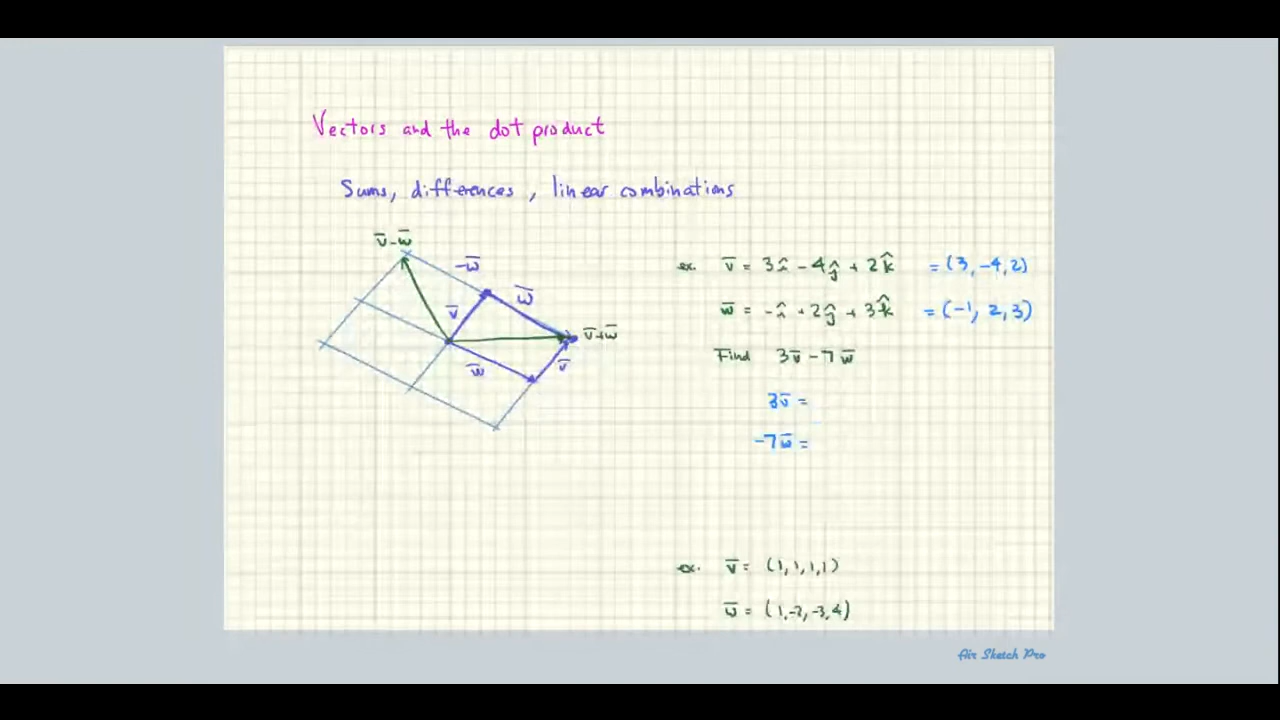 Vectors and the dot product
Sums, differences, linear combinations
v̅-w̅
-w̅
v̅
w̅
v̅+w̅
w̅
v̅
ex. v̅ = 3î - 4ĵ + 2k̂ = (3, -4, 2)
w̅ = -î + 2ĵ + 3k̂ = (-1, 2, 3)
Find 3v̅ - 7w̅
3v̅ =
-7w̅ =
ex. v̅ = (1, 1, 1, 1)
w̅ = (1, -2, -3, 4)
Air Sketch Pro